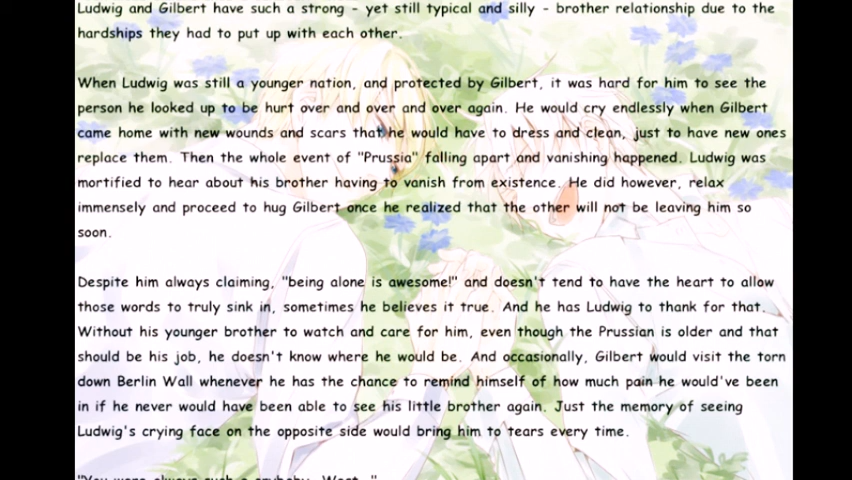 Ludwig and Gilbert have such a strong - yet still typical and silly - brother relationship due to the
hardships they had to put up with each other.
When Ludwig was still a younger nation, and protected by Gilbert, it was hard for him to see the
person he looked up to be hurt over and over and over again. He would cry endlessly when Gilbert
came home with new wounds and scars that he would have to dress and clean, just to have new ones
replace them. Then the whole event of "Prussia" falling apart and vanishing happened. Ludwig was
mortified to hear about his brother having to vanish from existence. He did however, relax
immensely and proceed to hug Gilbert once he realized that the other will not be leaving him so
soon.
Despite him always claiming, "being alone is awesome!" and doesn't tend to have the heart to allow
those words to truly sink in, sometimes he believes it true. And he has Ludwig to thank for that.
Without his younger brother to watch and care for him, even though the Prussian is older and that
should be his job, he doesn't know where he would be. And occasionally, Gilbert would visit the torn
down Berlin Wall whenever he has the chance to remind himself of how much pain he would've been
in if he never would have been able to see his little brother again. Just the memory of seeing
Ludwig's crying face on the opposite side would bring him to tears every time.
"You were always such a crybaby, West..."